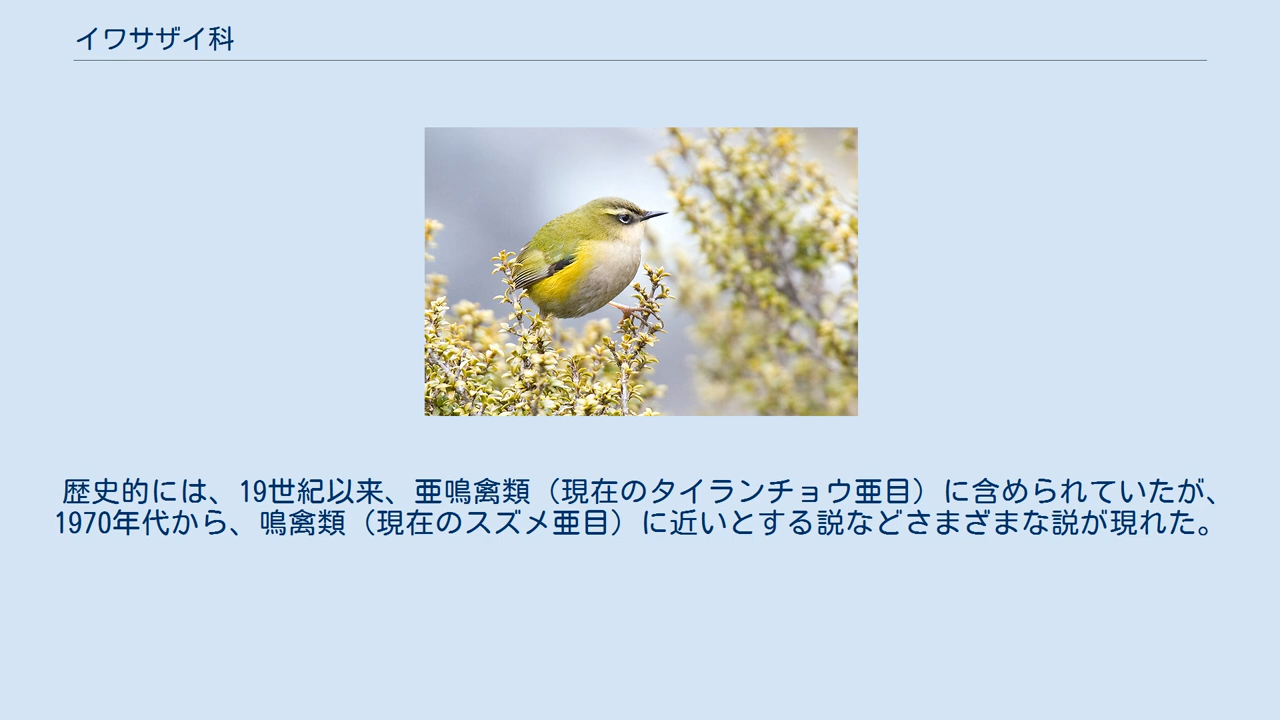 イワサザイ科
歴史的には、19世紀以来、亜鳴禽類（現在のタイランチョウ亜目）に含められていたが、
1970年代から、鳴禽類（現在のスズメ亜目）に近いとする説などさまざまな説が現れた。